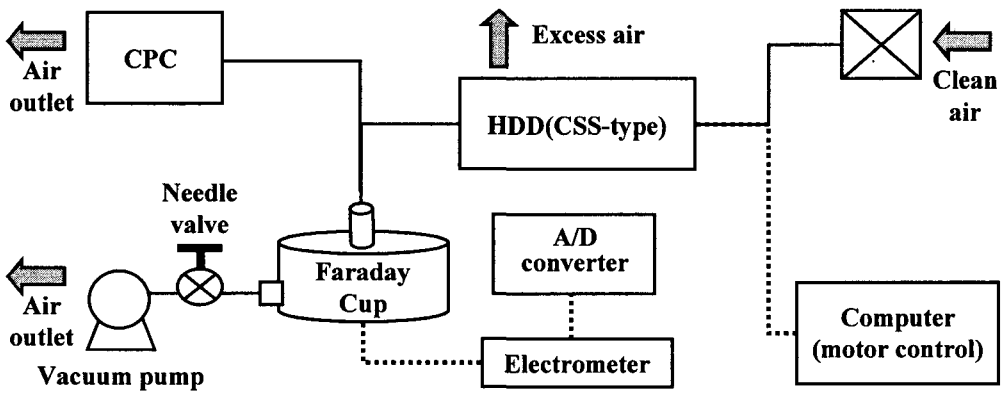 Air
outlet
CPC
Excess air
HDD(CSS-type)
Clean
air
Needle
valve
Faraday
Cup
A/D
converter
Air
outlet
Vacuum pump
Electrometer
Computer
(motor control)